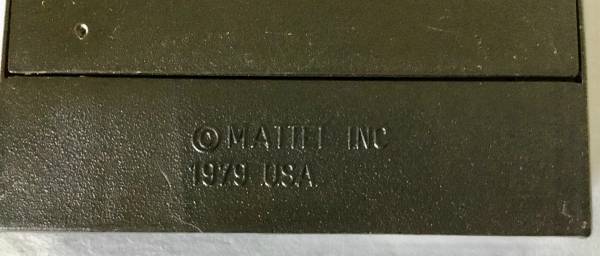 © MATTEL INC
1979 USA